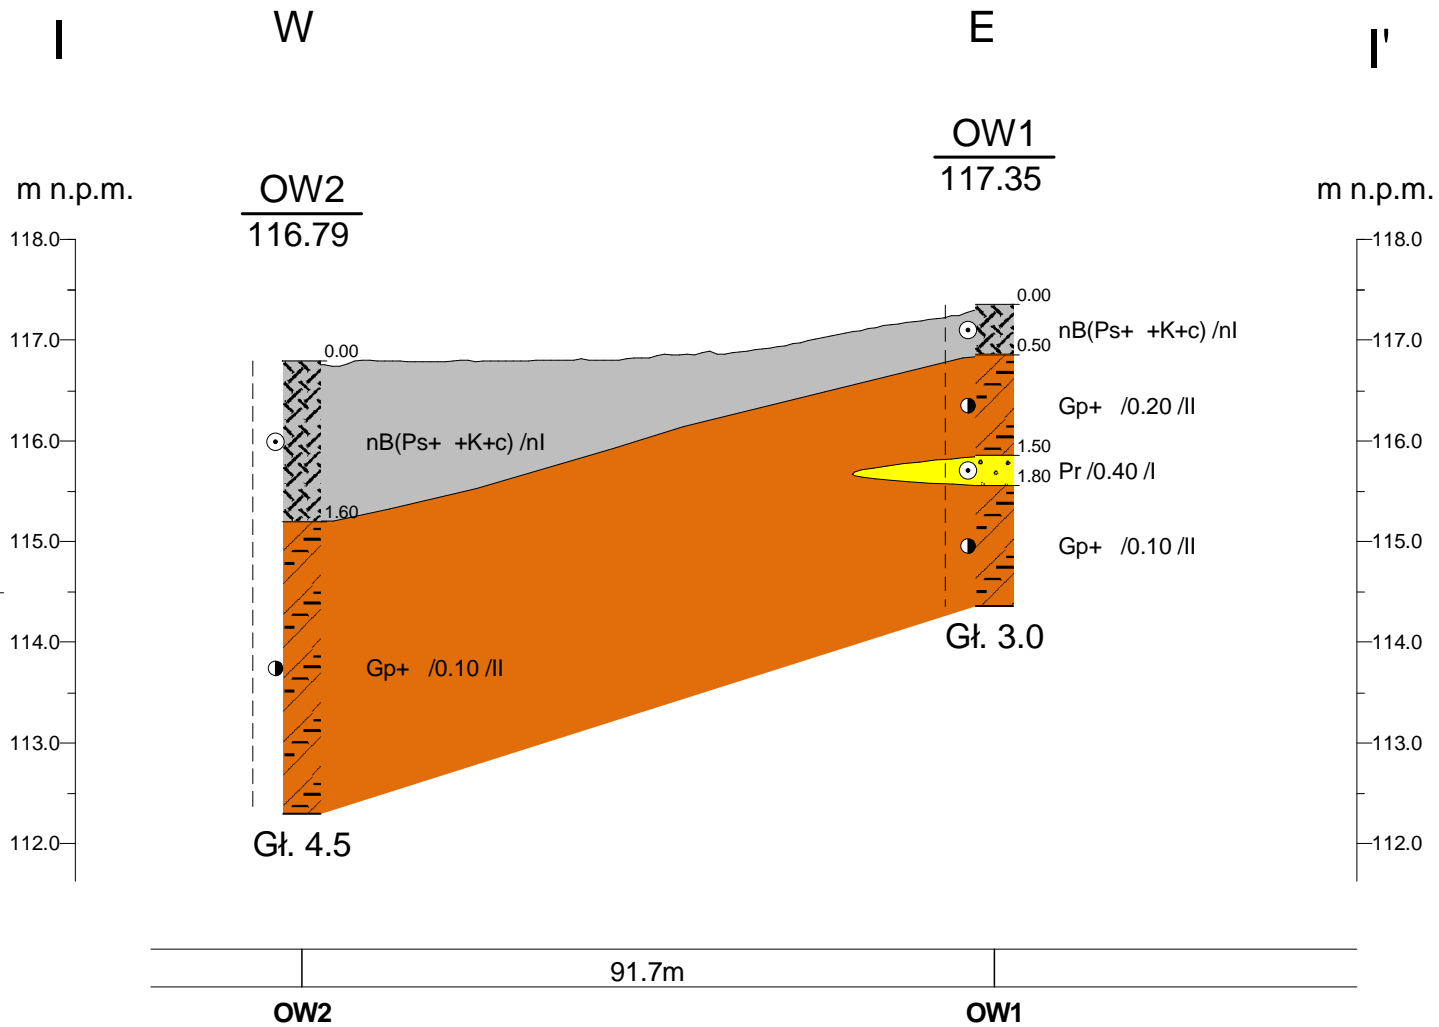 I W E I'
OW1
117.35
OW2
116.79
m n.p.m. m n.p.m.
118.0 118.0
117.0 117.0
116.0 116.0
115.0 115.0
114.0 114.0
113.0 113.0
112.0 112.0
0.00
nB(Ps+ +K+c) /nI
0.50
Gp+ /0.20 /II
1.50
1.80 Pr /0.40 /I
Gp+ /0.10 /II
Gł. 3.0
0.00
nB(Ps+ +K+c) /nI
1.60
Gp+ /0.10 /II
Gł. 4.5
91.7m
OW2 OW1